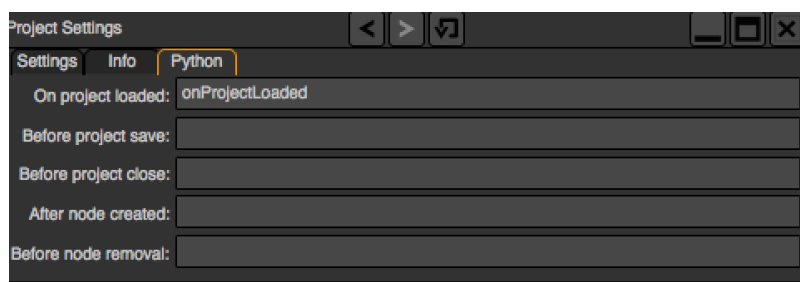 Project Settings
Settings Info Python
On project loaded: onProjectLoaded
Before project save:
Before project close:
After node created:
Before node removal: